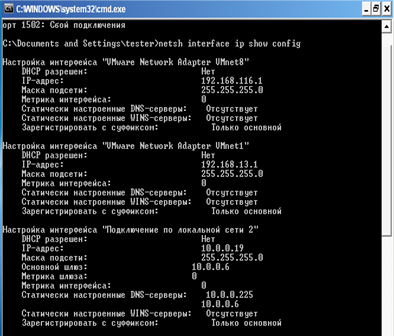 C:\WINDOWS\system32\cmd.exe
орт 1502: Свой подключения
C:\Documents and Settings\tester>netsh interface ip show config
Настройка интерфейса "VMware Network Adapter VMnet8"
DHCP разрешен: Нет
IP-адрес: 192.168.116.1
Маска подсети: 255.255.255.0
Метрика интерфейса: 0
Статически настроенные DNS-серверы: Отсутствует
Статически настроенные WINS-серверы: Отсутствует
Зарегистрировать с суффиксом: Только основной
Настройка интерфейса "VMware Network Adapter VMnet1"
DHCP разрешен: Нет
IP-адрес: 192.168.13.1
Маска подсети: 255.255.255.0
Метрика интерфейса: 0
Статически настроенные DNS-серверы: Отсутствует
Статически настроенные WINS-серверы: Отсутствует
Зарегистрировать с суффиксом: Только основной
Настройка интерфейса "Подключение по локальной сети 2"
DHCP разрешен: Нет
IP-адрес: 10.0.0.19
Маска подсети: 255.255.255.0
Основной шлюз: 10.0.0.6
Метрика шлюза: 0
Метрика интерфейса: 0
Статически настроенные DNS-серверы: 10.0.0.225
10.0.0.6
Статически настроенные WINS-серверы: Отсутствует
Зарегистрировать с суффиксом: Только основной